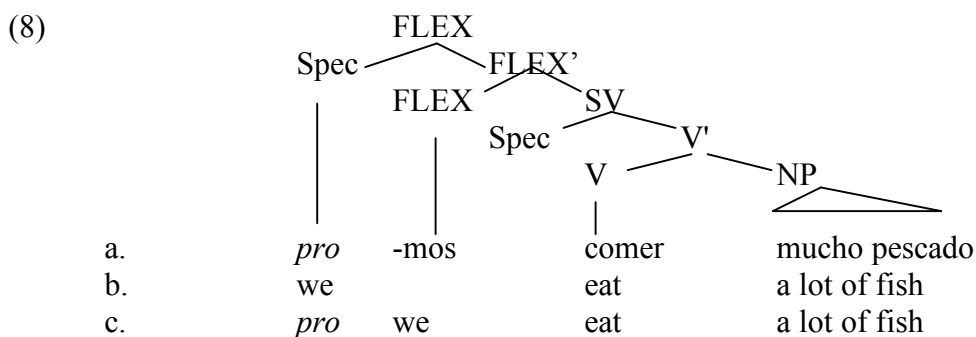 (8) FLEX
Spec FLEX’
FLEX SV
Spec V'
V NP
a. pro -mos comer mucho pescado
b. we eat a lot of fish
c. pro we eat a lot of fish